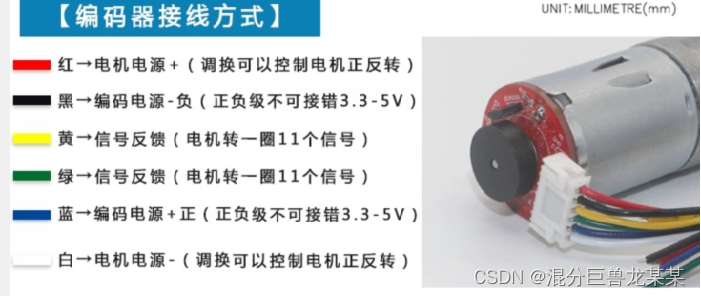 【编码器接线方式】
UNIT: MILLIMETRE(mm)
红→电机电源+(调换可以控制电机正反转)
黑→编码电源-负(正负级不可接错3.3-5V)
黄→信号反馈(电机转一圈11个信号)
绿→信号反馈(电机转一圈11个信号)
蓝→编码电源+正(正负级不可接错3.3-5V)
白→电机电源-(调换可以控制电机正反转)
CSDN @混分巨兽龙某某